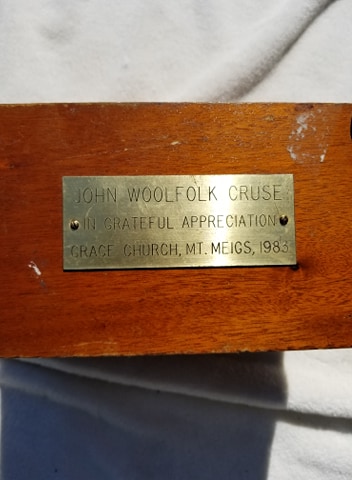 JOHN WOOLFOLK CRUSE
IN GRATEFUL APPRECIATION
GRACE CHURCH, MT. MEIGS, 1983